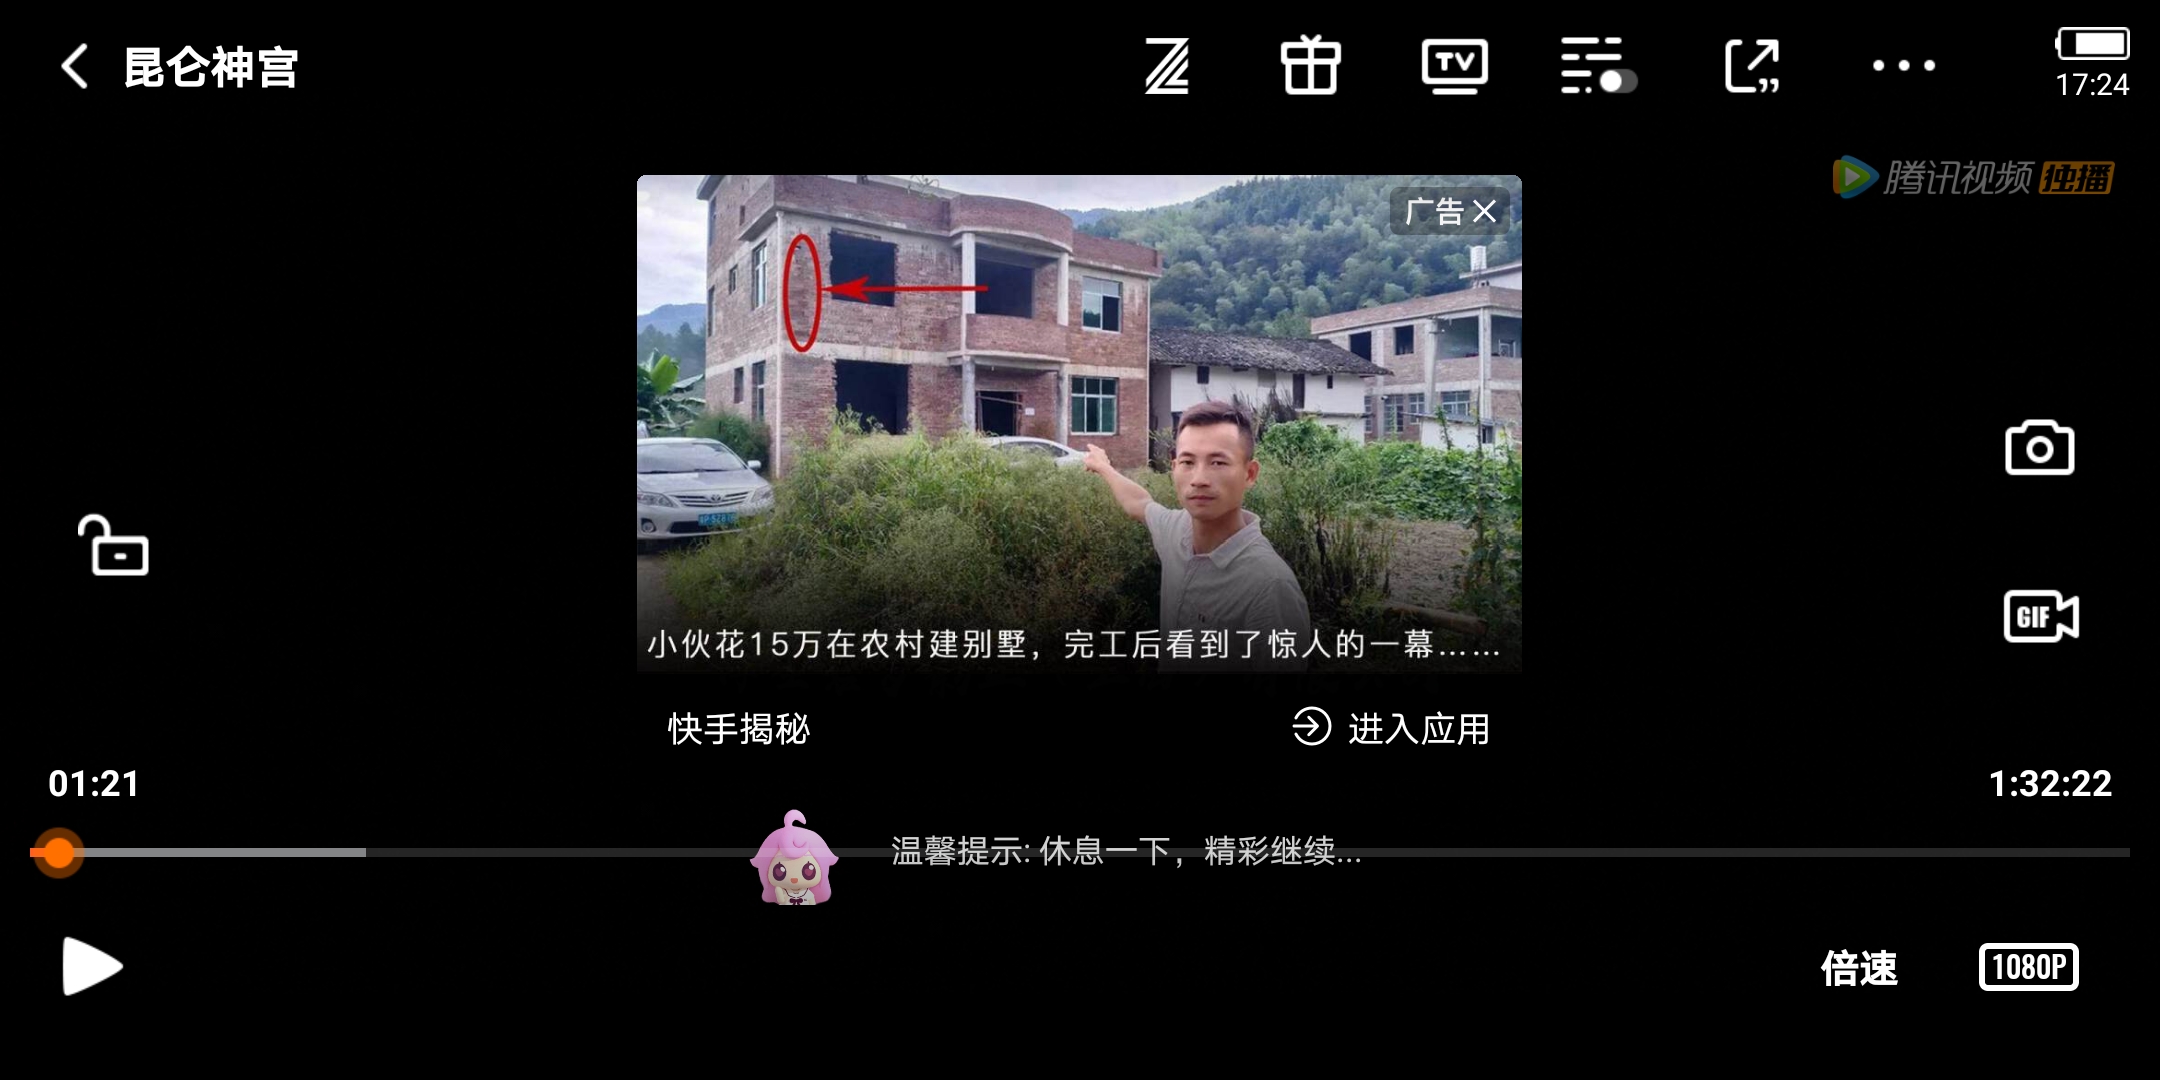 昆仑神宫
TV
17:24
腾讯视频 独播
广告
小伙花15万在农村建别墅，完工后看到了惊人的一幕……
快手揭秘
进入应用
GIF
01:21
1:32:22
温馨提示: 休息一下，精彩继续...
倍速
1080P